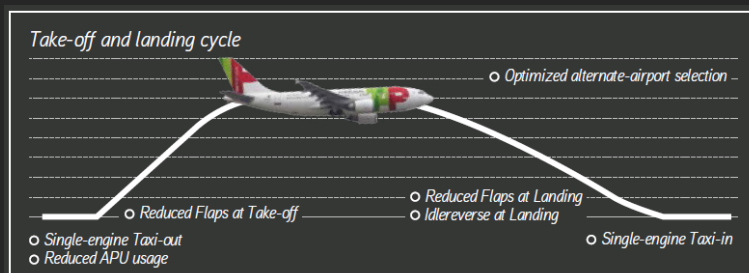 Take-off and landing cycle
Optimized alternate-airport selection
TP
Reduced Flaps at Take-off
Reduced Flaps at Landing
Idlereverse at Landing
Single-engine Taxi-out
Reduced APU usage
Single-engine Taxi-in